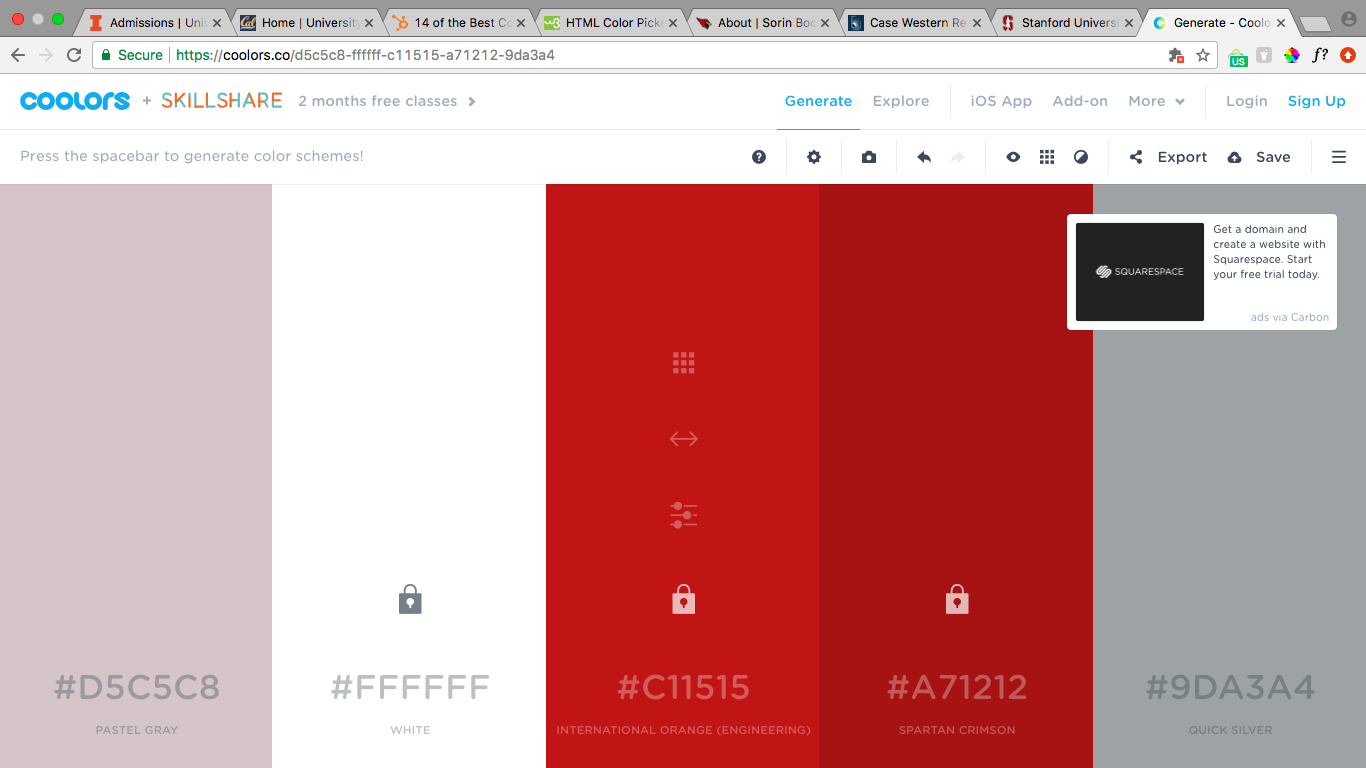 Admissions | Univ
Home | University
14 of the Best Co
HTML Color Picke
About | Sorin Boo
Case Western Re
Stanford Universi
Generate - Coolo
Secure
https://coolors.co/d5c5c8-ffffff-c11515-a71212-9da3a4
US
f?
coolors + SKILLSHARE 2 months free classes
Generate Explore iOS App Add-on More Login Sign Up
Press the spacebar to generate color schemes!
Export Save
SQUARESPACE
Get a domain and
create a website with
Squarespace. Start
your free trial today.
ads via Carbon
#D5C5C8 #FFFFFF #C11515 #A71212 #9DA3A4
PASTEL GRAY WHITE INTERNATIONAL ORANGE (ENGINEERING) SPARTAN CRIMSON QUICK SILVER